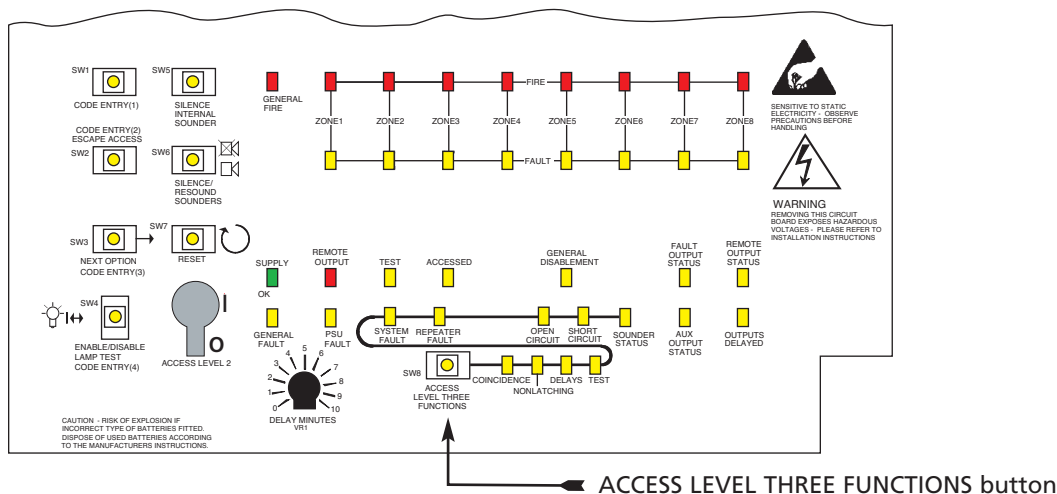 SW1
CODE ENTRY(1)
SW5
SILENCE
INTERNAL
SOUNDER
GENERAL
FIRE
FIRE
ZONE1
ZONE2
ZONE3
ZONE4
ZONE5
ZONE6
ZONE7
ZONE8
FAULT
SENSITIVE TO STATIC
ELECTRICITY - OBSERVE
PRECAUTIONS BEFORE
HANDLING
CODE ENTRY(2)
ESCAPE ACCESS
SW2
SW6
SILENCE/
RESOUND
SOUNDERS
WARNING
REMOVING THIS CIRCUIT
BOARD EXPOSES HAZARDOUS
VOLTAGES - PLEASE REFER TO
INSTALLATION INSTRUCTIONS
SW3
NEXT OPTION
CODE ENTRY(3)
SW7
RESET
SUPPLY
OK
REMOTE
OUTPUT
TEST
ACCESSED
GENERAL
DISABLEMENT
FAULT
OUTPUT
STATUS
REMOTE
OUTPUT
STATUS
SW4
ENABLE/DISABLE
LAMP TEST
CODE ENTRY(4)
I
O
ACCESS LEVEL 2
GENERAL
FAULT
PSU
FAULT
SYSTEM
FAULT
REPEATER
FAULT
OPEN
CIRCUIT
SHORT
CIRCUIT
SOUNDER
STATUS
AUX
OUTPUT
STATUS
OUTPUTS
DELAYED
0
1
2
3
4
5
6
7
8
9
10
DELAY MINUTES
VR1
SW8
ACCESS
LEVEL THREE
FUNCTIONS
COINCIDENCE
NONLATCHING
DELAYS
TEST
CAUTION - RISK OF EXPLOSION IF
INCORRECT TYPE OF BATTERIES FITTED.
DISPOSE OF USED BATTERIES ACCORDING
TO THE MANUFACTURERS INSTRUCTIONS.
ACCESS LEVEL THREE FUNCTIONS button